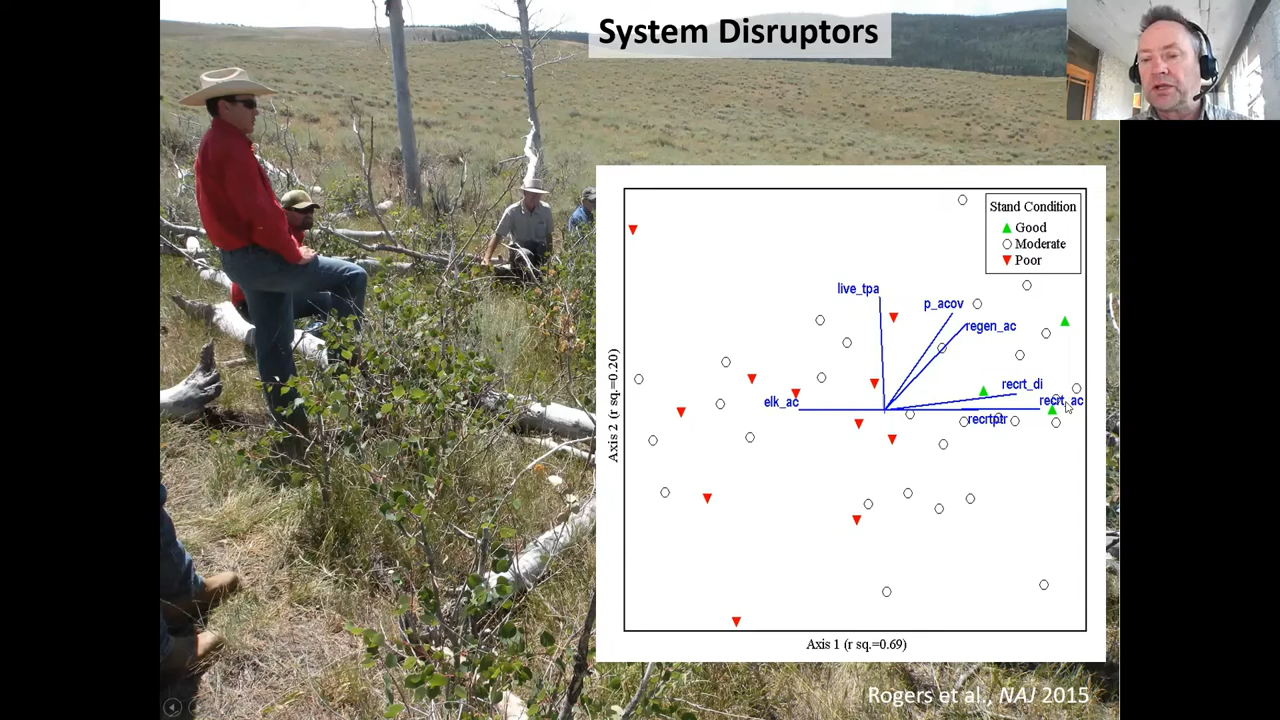 System Disruptors
Stand Condition
Good
Moderate
Poor
live_tpa
p_acov
regen_ac
recrt_di
elk_ac
recrt_ac
recrtptr
Axis 2 (r sq.=0.20)
Axis 1 (r sq.=0.69)
Rogers et al., NAJ 2015